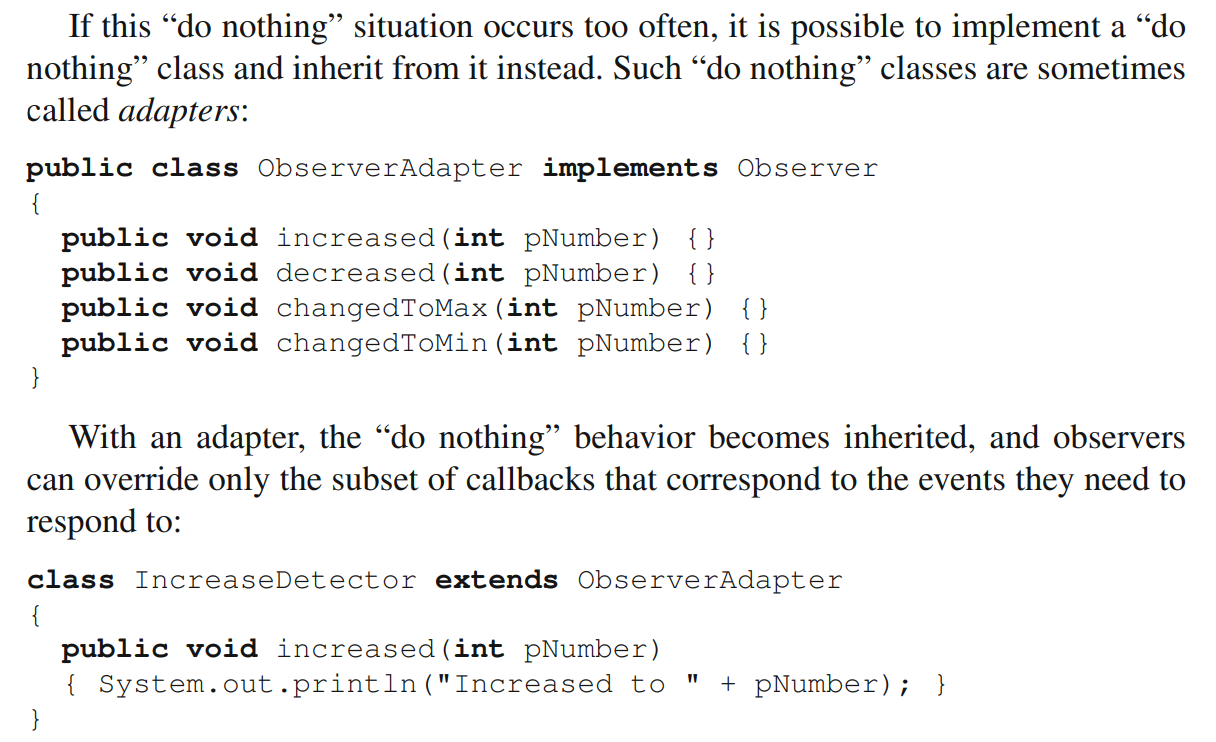 If this “do nothing” situation occurs too often, it is possible to implement a “do
nothing” class and inherit from it instead. Such “do nothing” classes are sometimes
called adapters:
public class ObserverAdapter implements Observer
{
  public void increased(int pNumber) {}
  public void decreased(int pNumber) {}
  public void changedToMax(int pNumber) {}
  public void changedToMin(int pNumber) {}
}
With an adapter, the “do nothing” behavior becomes inherited, and observers
can override only the subset of callbacks that correspond to the events they need to
respond to:
class IncreaseDetector extends ObserverAdapter
{
  public void increased(int pNumber)
  { System.out.println("Increased to " + pNumber); }
}